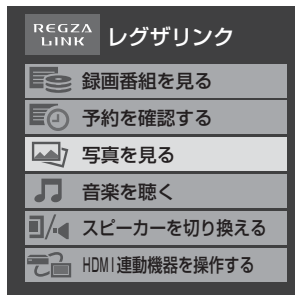 REGZA
LINK レグザリンク
録画番組を見る
予約を確認する
写真を見る
音楽を聴く
スピーカーを切り換える
HDMI連動機器を操作する